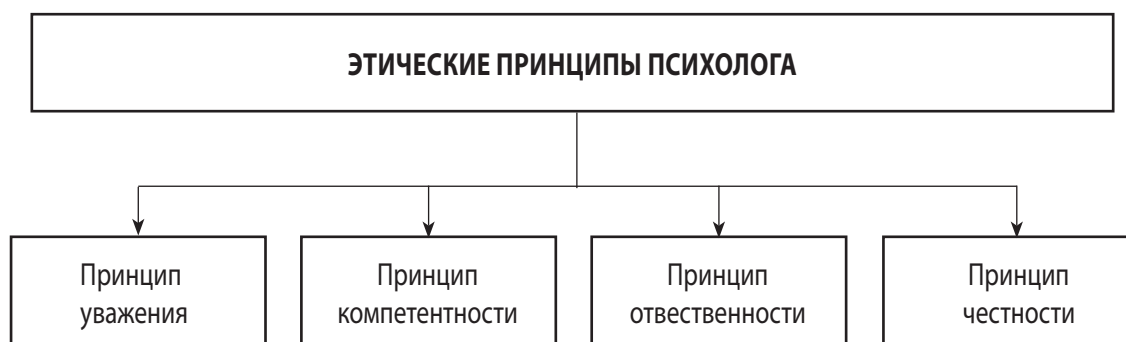 ЭТИЧЕСКИЕ ПРИНЦИПЫ ПСИХОЛОГА
Принцип
уважения
Принцип
компетентности
Принцип
отвественности
Принцип
честности